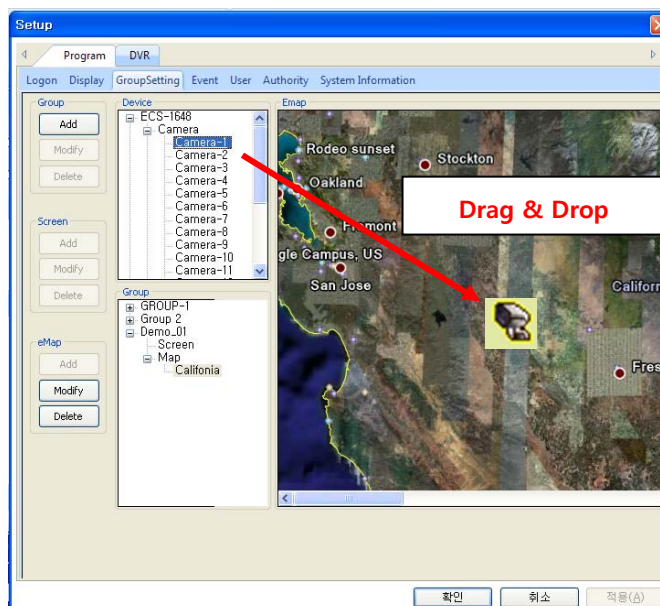 Setup
Program DVR
Logon Display GroupSetting Event User Authority System Information
Group
Add
Modify
Delete
Screen
Add
Modify
Delete
eMap
Add
Modify
Delete
Device
ECS-1648
Camera
Camera-1
Camera-2
Camera-3
Camera-4
Camera-5
Camera-6
Camera-7
Camera-8
Camera-9
Camera-10
Camera-11
Group
GROUP-1
Group 2
Demo_01
Screen
Map
Califonia
Emap
Rodeo sunset
Stockton
Oakland
Drag & Drop
Fremont
gle Campus, US
San Jose
Californ
Fres
확인 취소 적용(A)